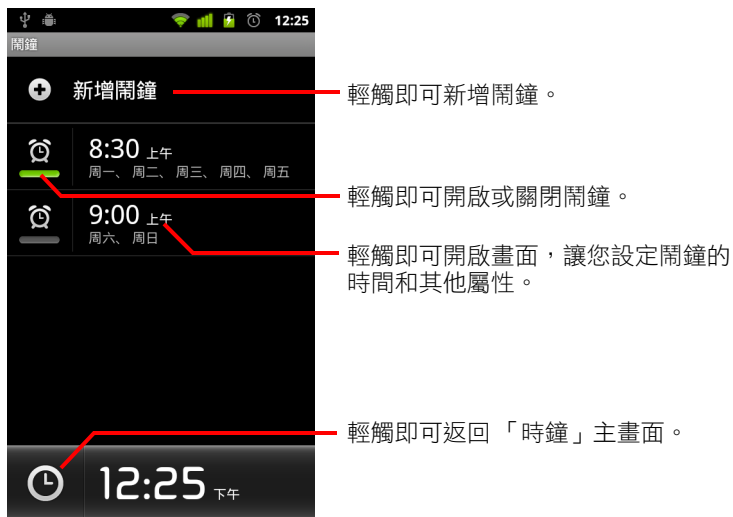 12:25
鬧鐘
新增鬧鐘
輕觸即可新增鬧鐘。
8:30 上午
周一、 周二、 周三、 周四、 周五
輕觸即可開啟或關閉鬧鐘。
9:00 上午
周六、 周日
輕觸即可開啟畫面，讓您設定鬧鐘的
時間和其他屬性。
輕觸即可返回 「時鐘」主畫面。
12:25 下午